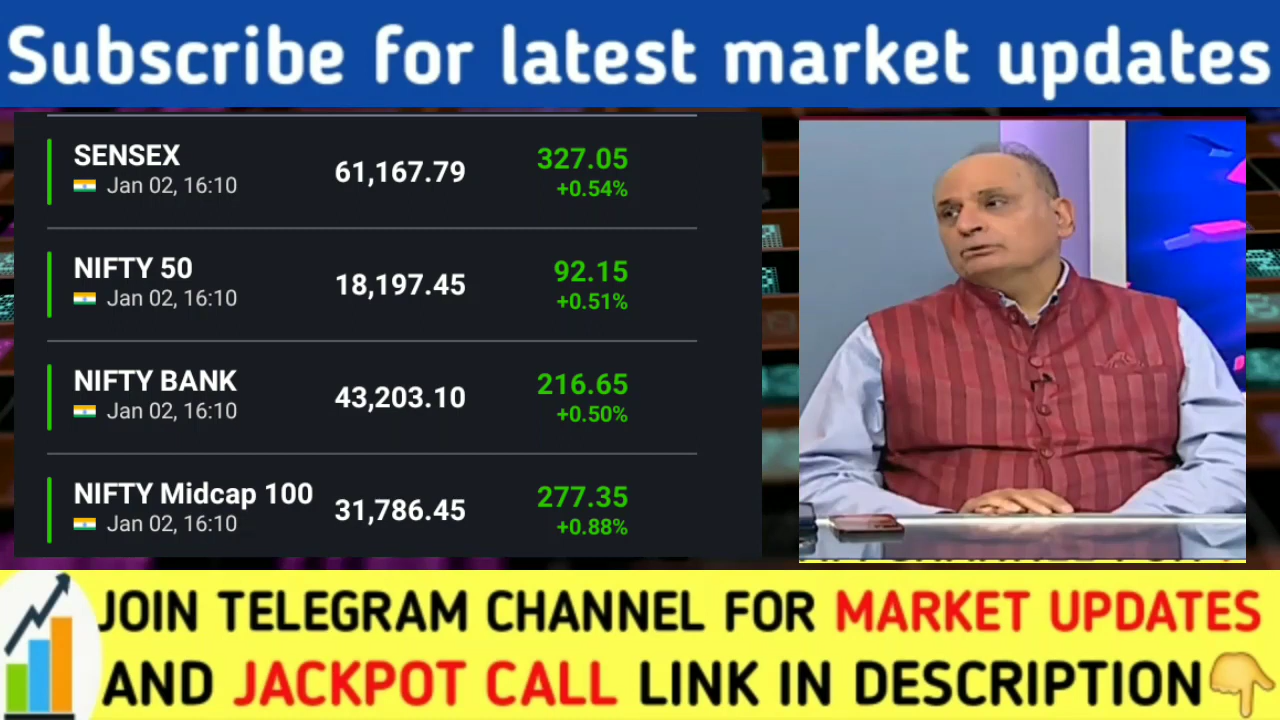 Subscribe for latest market updates
SENSEX
Jan 02, 16:10
61,167.79
327.05
+0.54%
NIFTY 50
Jan 02, 16:10
18,197.45
92.15
+0.51%
NIFTY BANK
Jan 02, 16:10
43,203.10
216.65
+0.50%
NIFTY Midcap 100
Jan 02, 16:10
31,786.45
277.35
+0.88%
JOIN TELEGRAM CHANNEL FOR MARKET UPDATES
AND JACKPOT CALL LINK IN DESCRIPTION